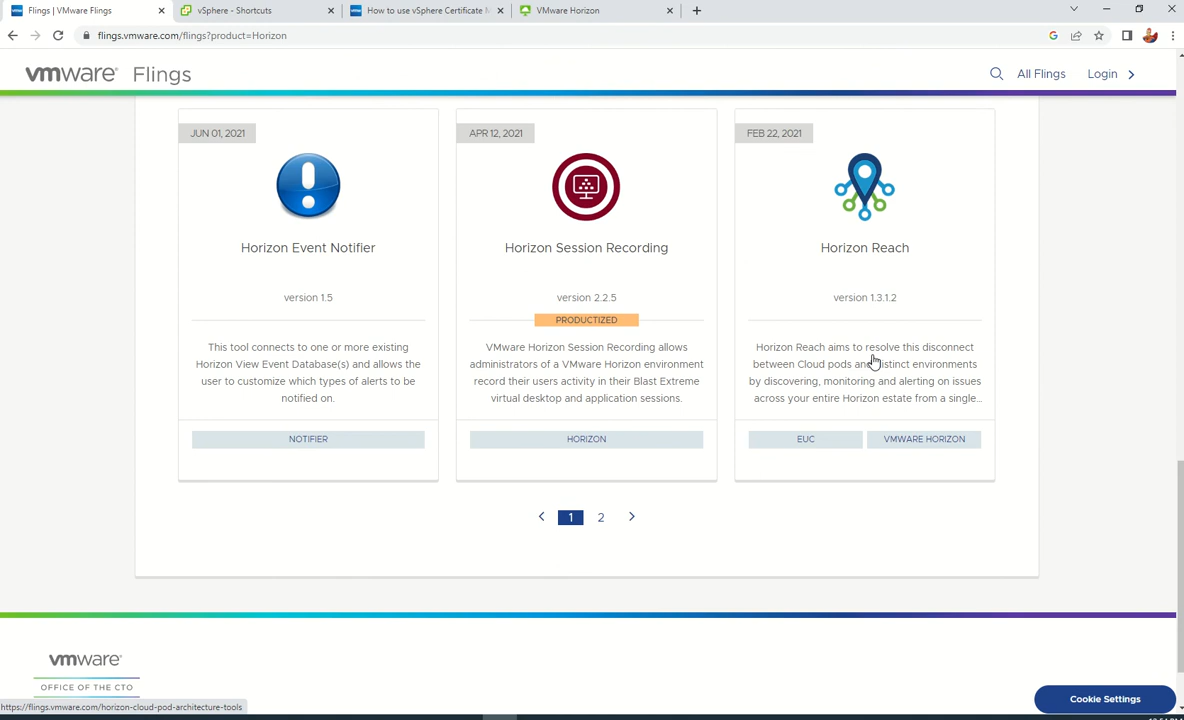 Flings | VMware Flings
vSphere - Shortcuts
How to use vSphere Certificate M
VMware Horizon
flings.vmware.com/flings?product=Horizon
vmware® Flings
All Flings
Login
JUN 01, 2021
Horizon Event Notifier
version 1.5
This tool connects to one or more existing
Horizon View Event Database(s) and allows the
user to customize which types of alerts to be
notified on.
NOTIFIER
APR 12, 2021
Horizon Session Recording
version 2.2.5
PRODUCTIZED
VMware Horizon Session Recording allows
administrators of a VMware Horizon environment
record their users activity in their Blast Extreme
virtual desktop and application sessions.
HORIZON
FEB 22, 2021
Horizon Reach
version 1.3.1.2
Horizon Reach aims to resolve this disconnect
between Cloud pods and distinct environments
by discovering, monitoring and alerting on issues
across your entire Horizon estate from a single...
EUC
VMWARE HORIZON
1
2
vmware®
OFFICE OF THE CTO
Cookie Settings
https://flings.vmware.com/horizon-cloud-pod-architecture-tools